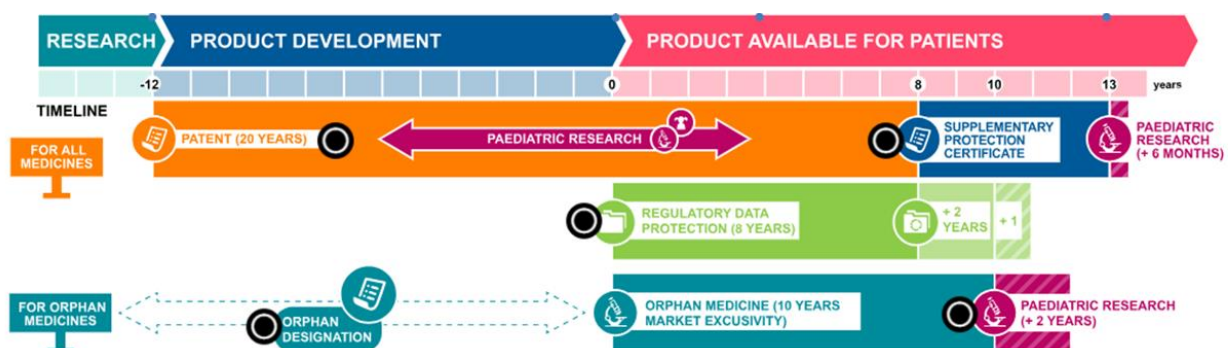 RESEARCH PRODUCT DEVELOPMENT PRODUCT AVAILABLE FOR PATIENTS
-12 0 8 10 13 years
TIMELINE
FOR ALL
MEDICINES
PATENT (20 YEARS)
PAEDIATRIC RESEARCH
SUPPLEMENTARY
PROTECTION
CERTIFICATE
PAEDIATRIC
RESEARCH
(+ 6 MONTHS)
REGULATORY DATA
PROTECTION (8 YEARS)
+ 2
YEARS
+ 1
FOR ORPHAN
MEDICINES
ORPHAN
DESIGNATION
ORPHAN MEDICINE (10 YEARS
MARKET EXCUSIVITY)
PAEDIATRIC RESEARCH
(+ 2 YEARS)